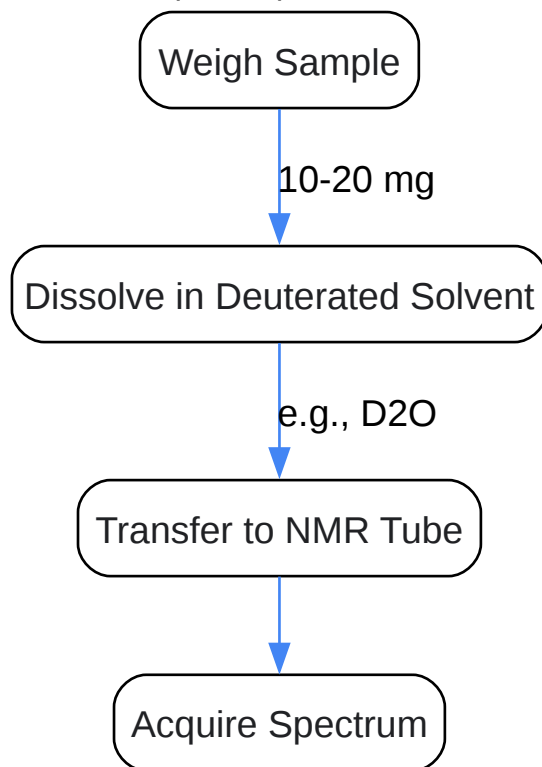 Weigh Sample
10-20 mg
Dissolve in Deuterated Solvent
e.g., D2O
Transfer to NMR Tube
Acquire Spectrum